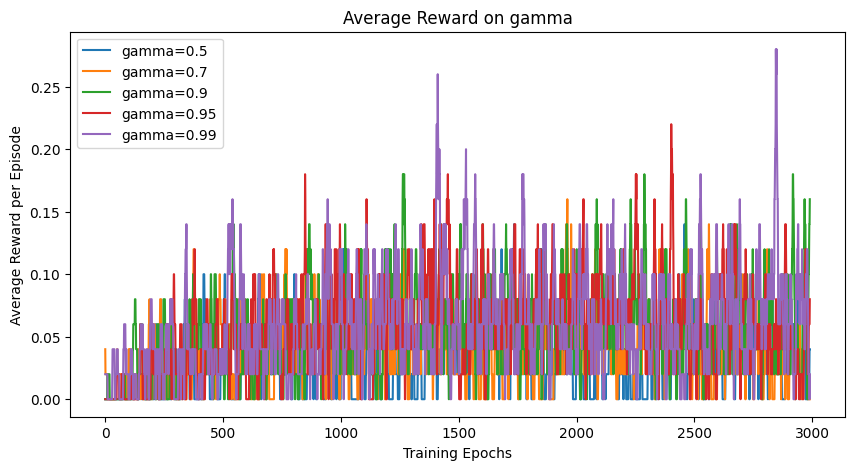 Average Reward on gamma
gamma=0.5
gamma=0.7
gamma=0.9
gamma=0.95
gamma=0.99
Average Reward per Episode
0.25
0.20
0.15
0.10
0.05
0.00
0 500 1000 1500 2000 2500 3000
Training Epochs